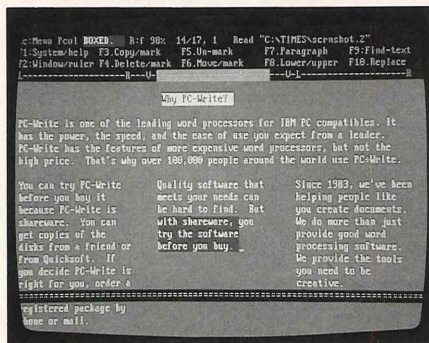 BOXED. R:f 98% 14/17, 1 Read "C:\TIMES\scrnshot.2"
F1:System/help F3.Copy/mark F5.Un-mark F7.Paragraph F9:Find-text
F2:Window/ruler F4.Delete/mark F6.Move/mark F8.Lower/upper F10.Replace
Why PC-Write?
PC-Write is one of the leading word processors for IBM PC compatibles. It
has the power, the speed, and the ease of use you expect from a leader.
PC-Write has the features of more expensive word processors, but not the
high price. That's why over 100,000 people around the world use PC-Write.
You can try PC-Write
before you buy it
because PC-Write is
shareware. You can
get copies of the
disks from a friend or
from Quicksoft. If
you decide PC-Write is
right for you, order a
Quality software that
meets your needs can
be hard to find. But
with shareware, you
try the software
before you buy.
Since 1983, we've been
helping people like
you create documents.
We do more than just
provide good word
processing software.
We provide the tools
you need to be
creative.
registered package by
phone or mail.